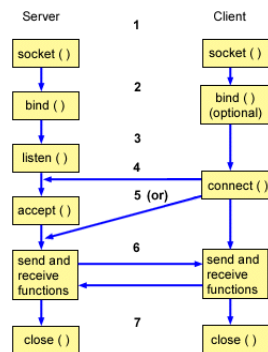 Server 1 Client
socket ( ) socket ( )
2
bind ( ) bind ( )
(optional)
3
listen ( )
4
connect ( )
5 (or)
accept ( )
6
send and send and
receive receive
functions functions
7
close ( ) close ( )